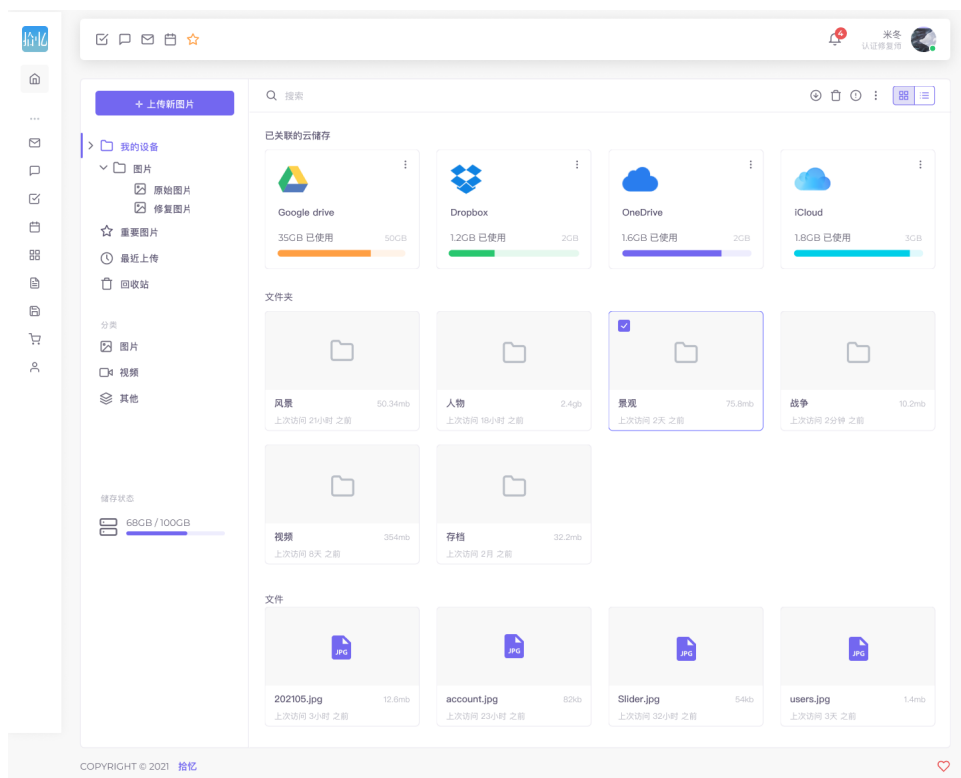 拾忆
4
米冬
认证修复师
+ 上传新图片
搜索
我的设备
图片
原始图片
修复图片
重要图片
最近上传
回收站
分类
图片
视频
其他
储存状态
68GB / 100GB
已关联的云储存
Google drive
35GB 已使用 50GB
Dropbox
1.2GB 已使用 2GB
OneDrive
1.6GB 已使用 2GB
iCloud
1.8GB 已使用 3GB
文件夹
风景 50.34mb
上次访问 21小时 之前
人物 2.4gb
上次访问 15小时 之前
景观 75.8mb
上次访问 2天 之前
战争 10.2mb
上次访问 2分钟 之前
视频 354mb
上次访问 6天 之前
存档 32.2mb
上次访问 2月 之前
文件
JPG
202105.jpg 12.6mb
上次访问 3小时 之前
JPG
account.jpg 82kb
上次访问 23小时 之前
JPG
Slider.jpg 54kb
上次访问 32小时 之前
JPG
users.jpg 1.4mb
上次访问 3天 之前
COPYRIGHT © 2021 拾忆